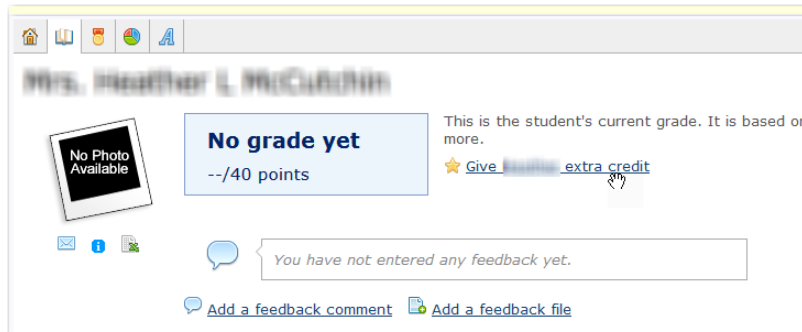 This is the student's current grade. It is based o
more.
No grade yet
--/40 points
No Photo
Available
Give extra credit
You have not entered any feedback yet.
Add a feedback comment
Add a feedback file